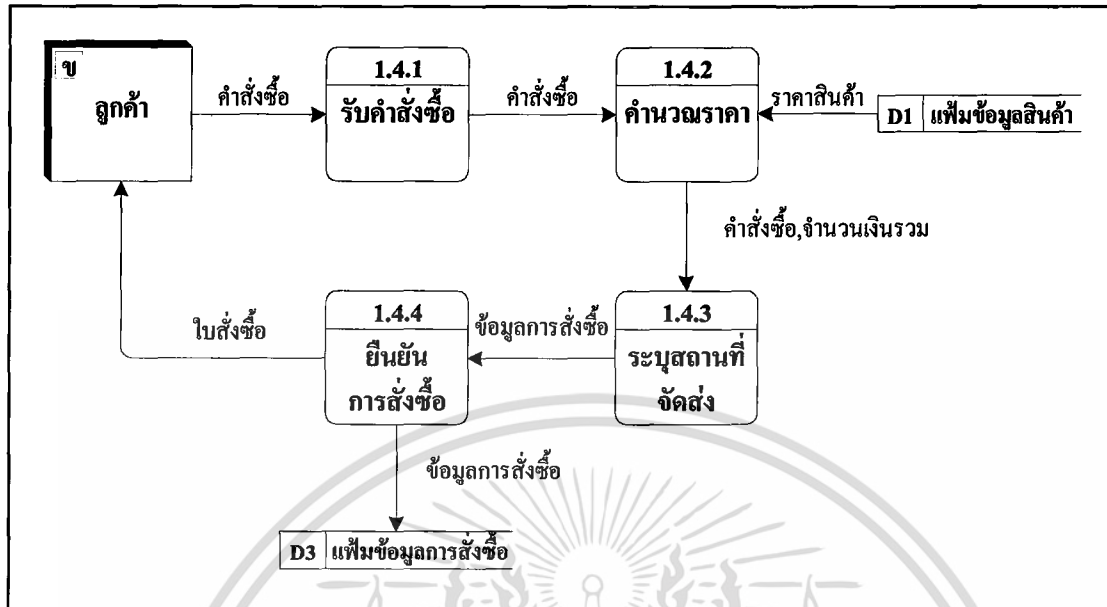 ข
ลูกค้า
คำสั่งซื้อ
1.4.1
รับคำสั่งซื้อ
คำสั่งซื้อ
1.4.2
คำนวณราคา
ราคาสินค้า
D1 แฟ้มข้อมูลสินค้า
คำสั่งซื้อ,จำนวนเงินรวม
ใบสั่งซื้อ
1.4.4
ยืนยัน
การสั่งซื้อ
ข้อมูลการสั่งซื้อ
1.4.3
ระบุสถานที่
จัดส่ง
ข้อมูลการสั่งซื้อ
D3 แฟ้มข้อมูลการสั่งซื้อ